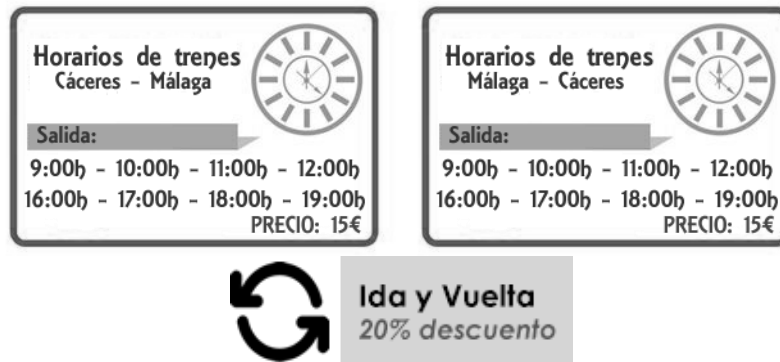 Horarios de trenes
Cáceres - Málaga
Salida:
9:00h - 10:00h - 11:00h - 12:00h
16:00h - 17:00h - 18:00h - 19:00h
PRECIO: 15€
Horarios de trenes
Málaga - Cáceres
Salida:
9:00h - 10:00h - 11:00h - 12:00h
16:00h - 17:00h - 18:00h - 19:00h
PRECIO: 15€
Ida y Vuelta
20% descuento